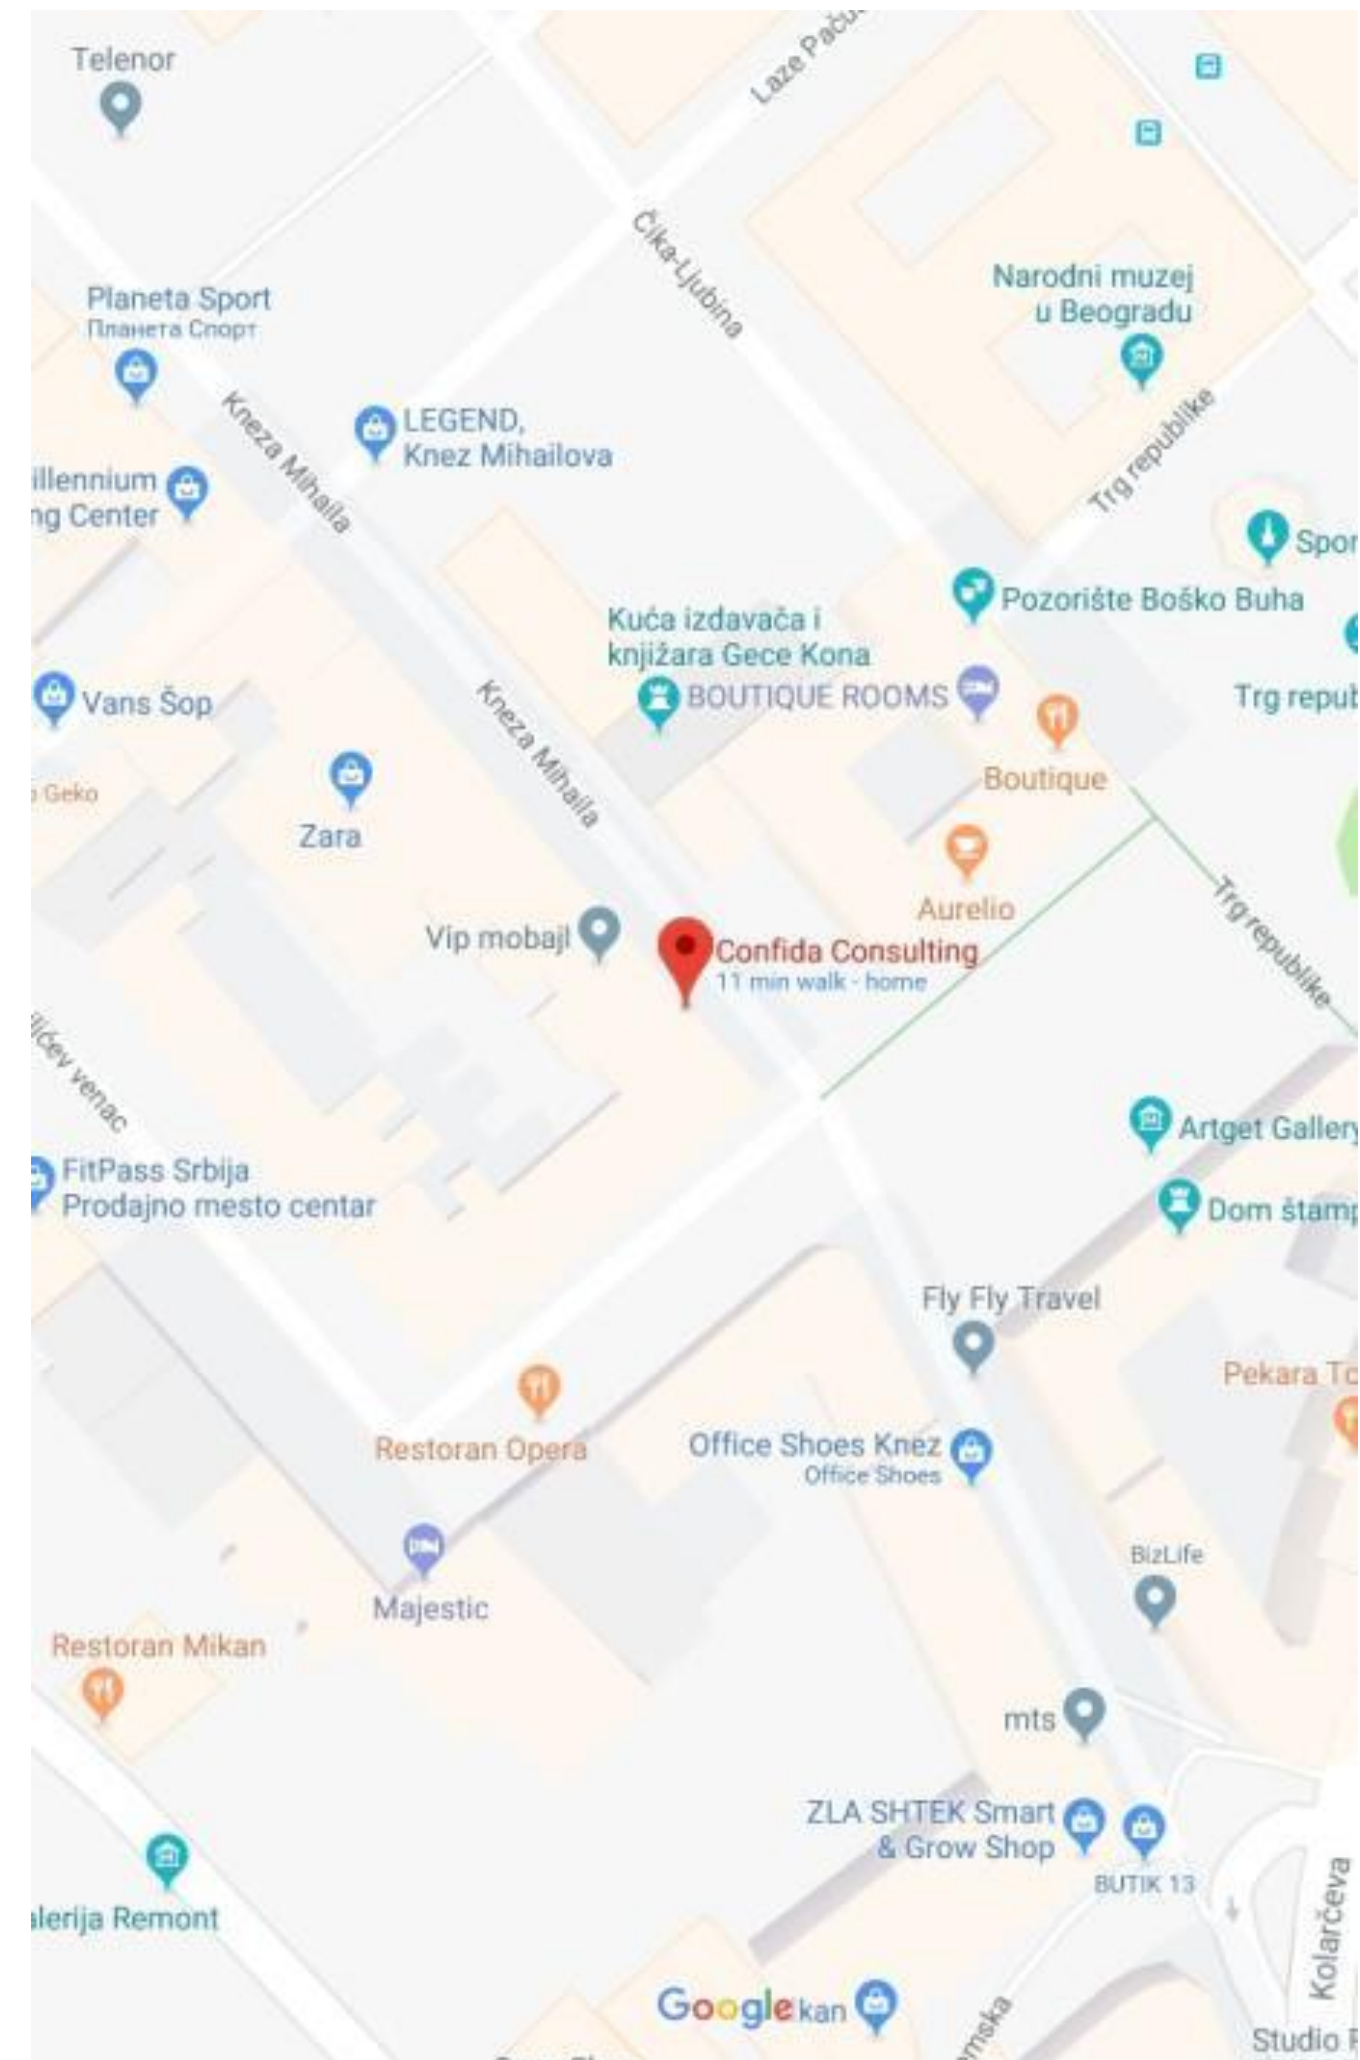 Telenor
Laze Paču
Čika-Ljubina
Narodni muzej
u Beogradu
Planeta Sport
Планета Спорт
Kneza Mihaila
LEGEND,
Knez Mihailova
Trg republike
illennium
ng Center
Spor
Pozorište Boško Buha
Kuća izdavača i
knjižara Gece Kona
BOUTIQUE ROOMS
Vans Šop
Kneza Mihaila
Trg repub
Boutique
Geko
Zara
Aurelio
Trg republike
Vip mobajl
Confida Consulting
11 min walk - home
ićev venac
Artget Gallery
FitPass Srbija
Prodajno mesto centar
Dom štamp
Fly Fly Travel
Pekara To
Restoran Opera
Office Shoes Knez
Office Shoes
BizLife
Majestic
Restoran Mikan
mts
ZLA SHTEK Smart
& Grow Shop
BUTIK 13
alerija Remont
Kolarčeva
Google
kan
emska
Studio F